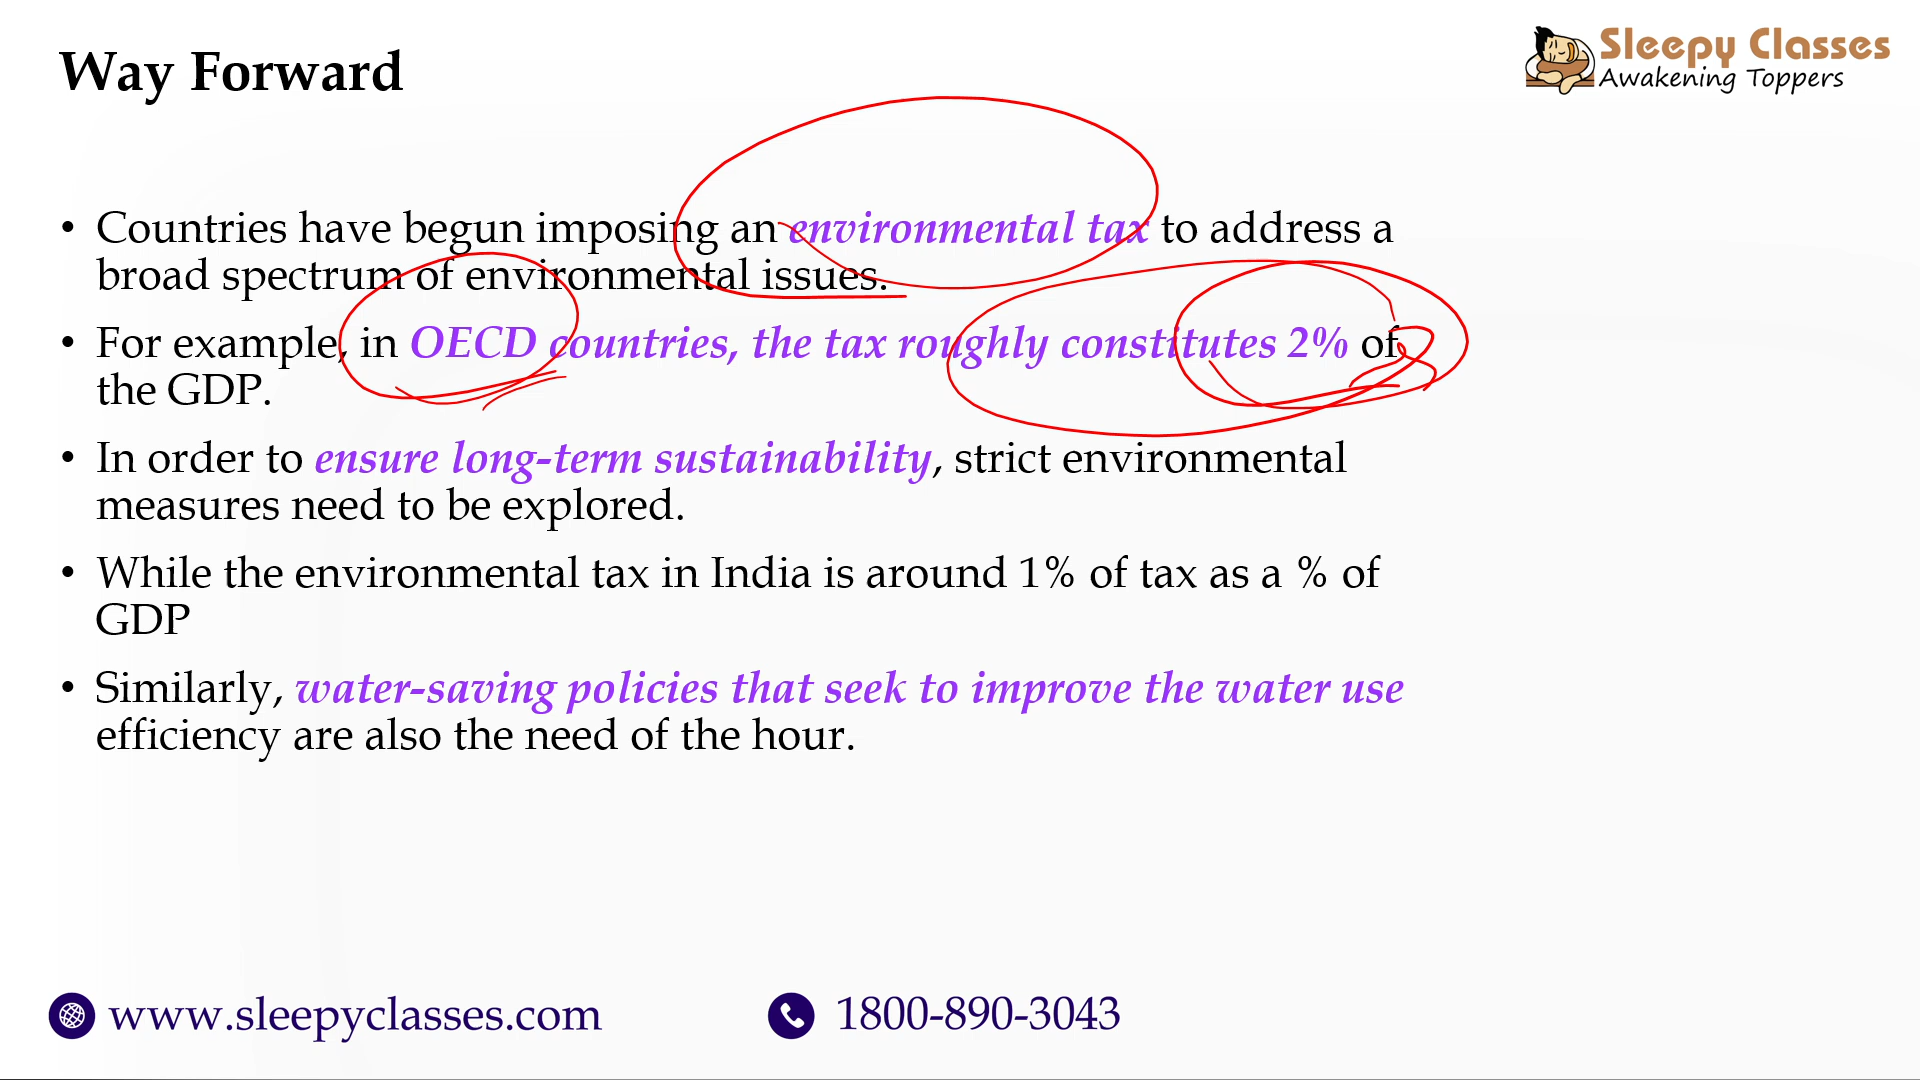 Way Forward
Sleepy Classes
Awakening Toppers
• Countries have begun imposing an environmental tax to address a
broad spectrum of environmental issues.
• For example, in OECD countries, the tax roughly constitutes 2% of
the GDP.
• In order to ensure long-term sustainability, strict environmental
measures need to be explored.
• While the environmental tax in India is around 1% of tax as a % of
GDP
• Similarly, water-saving policies that seek to improve the water use
efficiency are also the need of the hour.
www.sleepyclasses.com
1800-890-3043